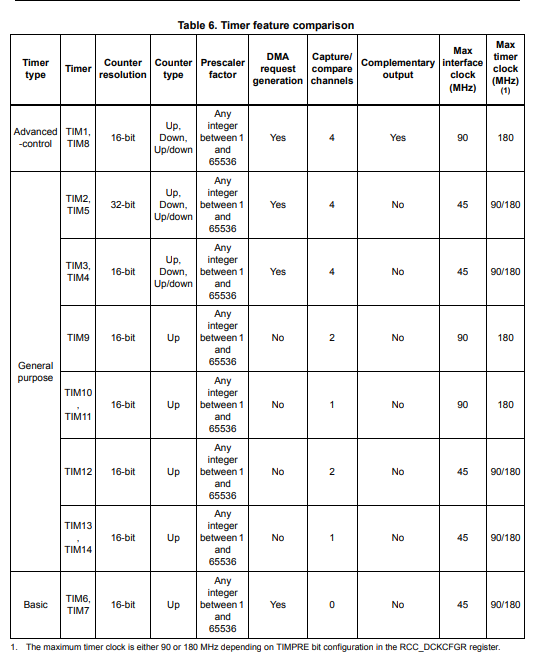 Table 6. Timer feature comparison
Timer type | Timer | Counter resolution | Counter type | Prescaler factor | DMA request generation | Capture/ compare channels | Complementary output | Max interface clock (MHz) | Max timer clock (MHz) (1)
Advanced -control | TIM1, TIM8 | 16-bit | Up, Down, Up/down | Any integer between 1 and 65536 | Yes | 4 | Yes | 90 | 180
General purpose | TIM2, TIM5 | 32-bit | Up, Down, Up/down | Any integer between 1 and 65536 | Yes | 4 | No | 45 | 90/180
TIM3, TIM4 | 16-bit | Up, Down, Up/down | Any integer between 1 and 65536 | Yes | 4 | No | 45 | 90/180
TIM9 | 16-bit | Up | Any integer between 1 and 65536 | No | 2 | No | 90 | 180
TIM10 , TIM11 | 16-bit | Up | Any integer between 1 and 65536 | No | 1 | No | 90 | 180
TIM12 | 16-bit | Up | Any integer between 1 and 65536 | No | 2 | No | 45 | 90/180
TIM13 , TIM14 | 16-bit | Up | Any integer between 1 and 65536 | No | 1 | No | 45 | 90/180
Basic | TIM6, TIM7 | 16-bit | Up | Any integer between 1 and 65536 | Yes | 0 | No | 45 | 90/180
1. The maximum timer clock is either 90 or 180 MHz depending on TIMPRE bit configuration in the RCC_DCKCFGR register.